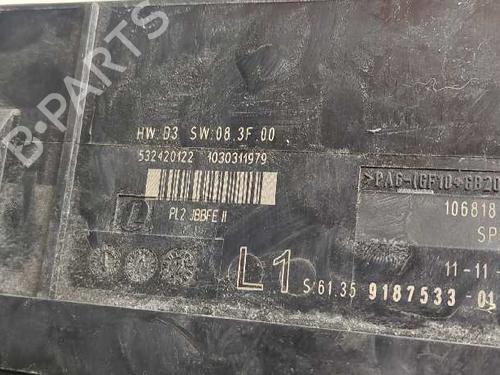 B-PARTS
HW:D3 SW:08.3F.00
532420122 1030311979
PL2 JBBFE II
>PA6-(GF10+GB20
106818
SP
11-11
L1 S:61.35 9187533-01